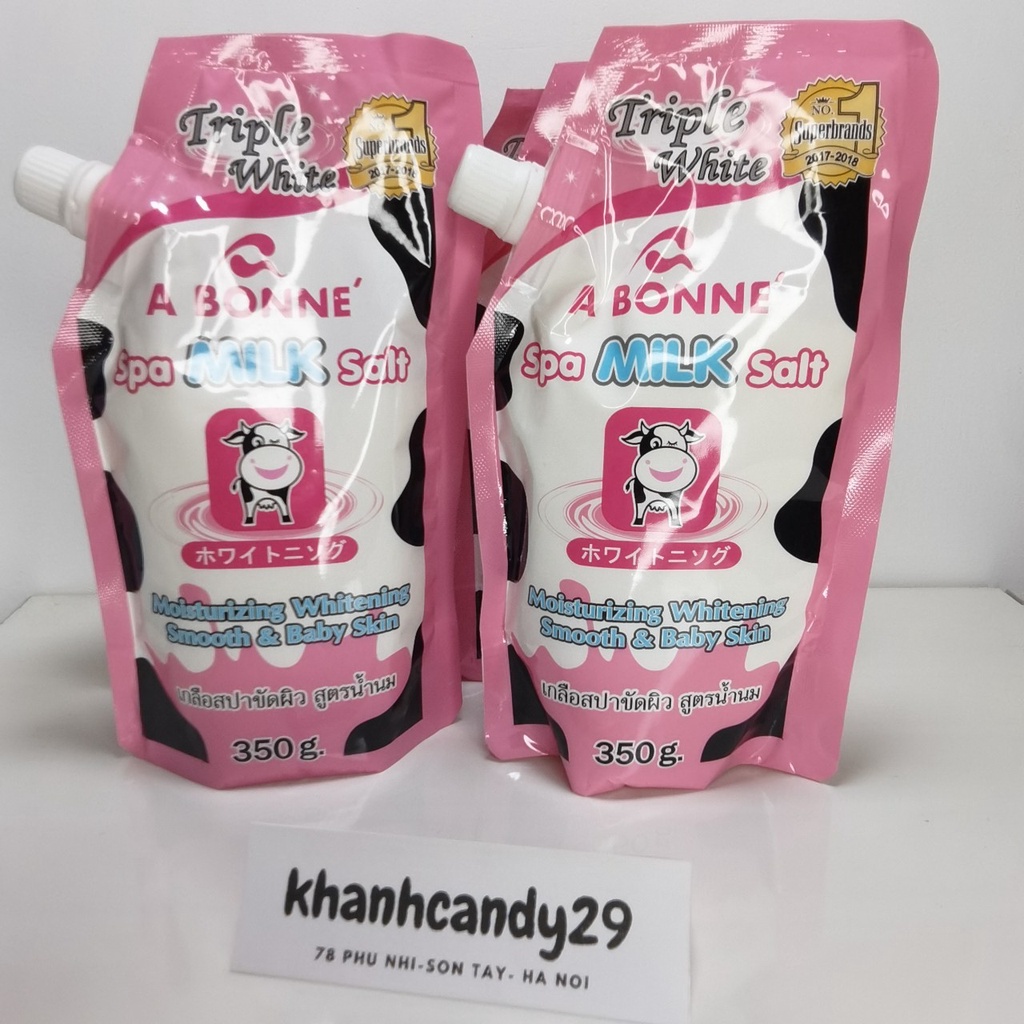 Triple
White
NO. 1
Superbrands
2017-2018
A BONNE'
Spa MILK Salt
ホワイトニソグ
Moisturizing Whitening
Smooth & Baby Skin
เกลือสปาขัดผิว สูตรน้ำนม
350 g.
Triple
White
NO. 1
Superbrands
2017-2018
A BONNE'
Spa MILK Salt
ホワイトニソグ
Moisturizing Whitening
Smooth & Baby Skin
เกลือสปาขัดผิว สูตรน้ำนม
350 g.
khanhcandy29
78 PHU NHI-SON TAY- HA NOI